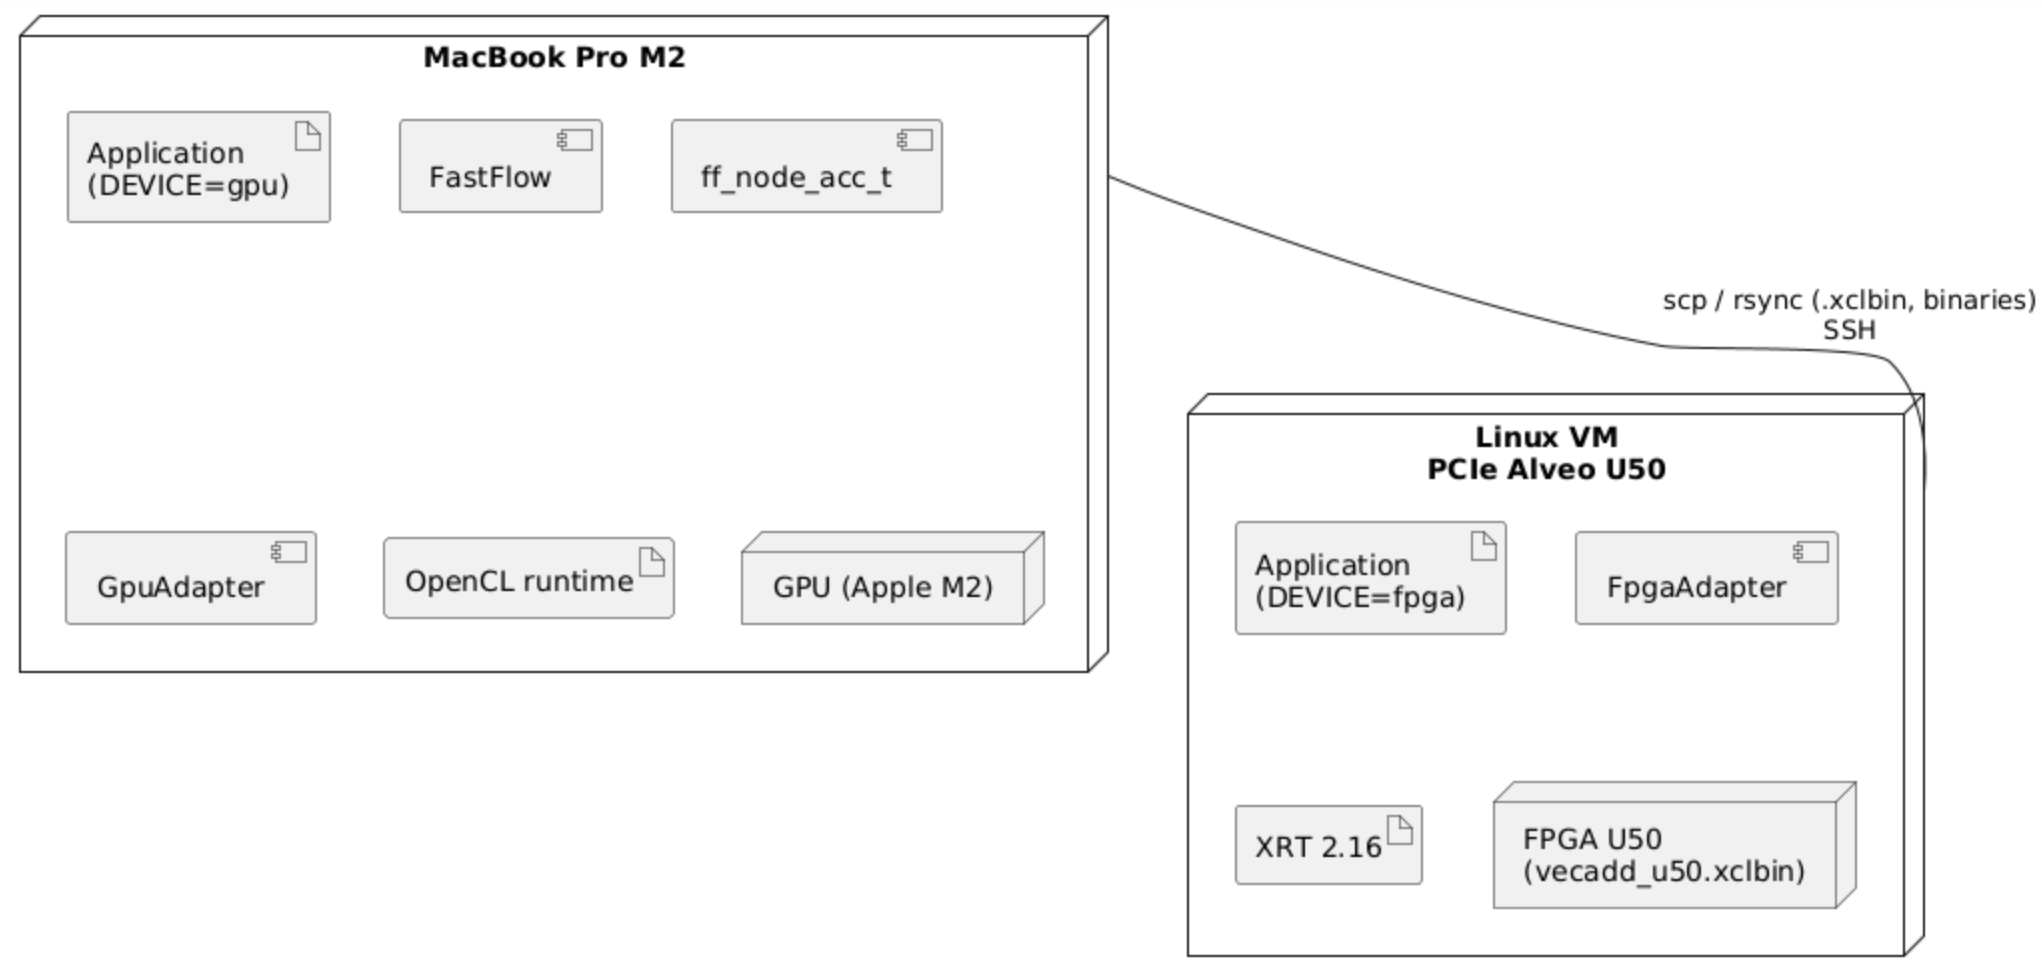 MacBook Pro M2
Application
(DEVICE=gpu)
FastFlow
ff_node_acc_t
scp / rsync (.xclbin, binaries)
SSH
GpuAdapter
OpenCL runtime
GPU (Apple M2)
Linux VM
PCIe Alveo U50
Application
(DEVICE=fpga)
FpgaAdapter
XRT 2.16
FPGA U50
(vecadd_u50.xclbin)